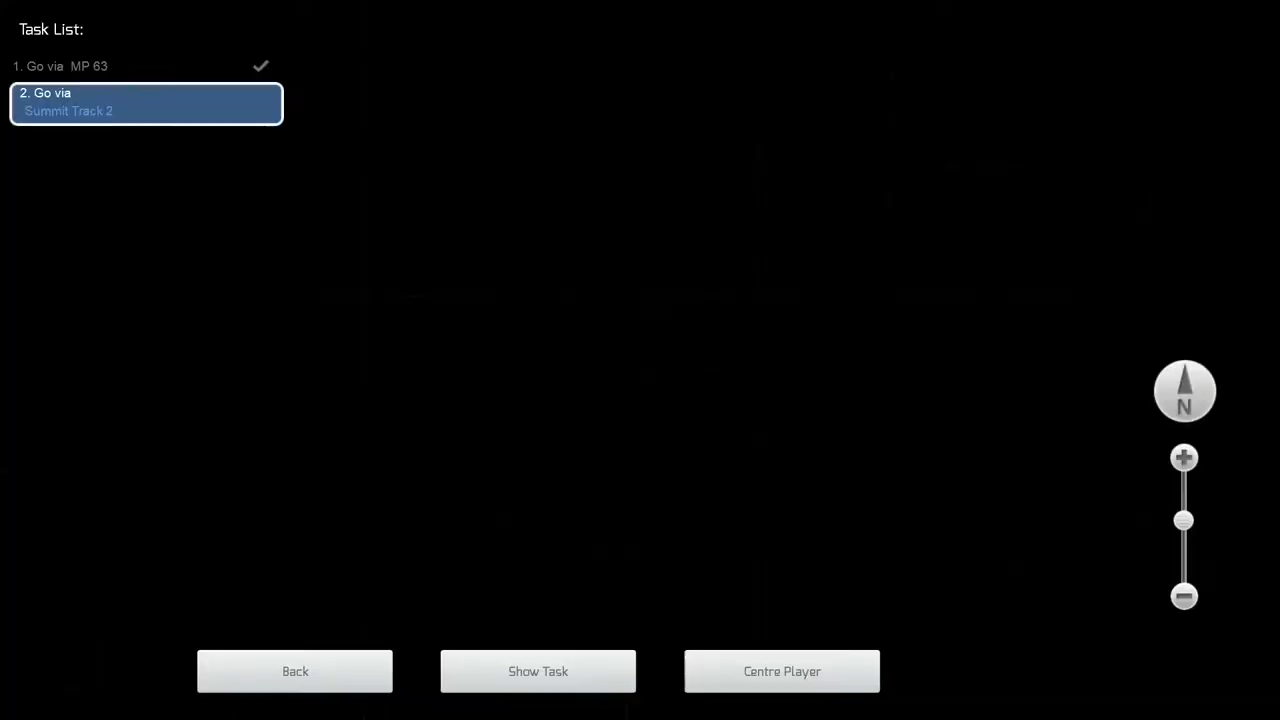 Task List:
1. Go via  MP 63
2. Go via
Summit Track 2
N
Back
Show Task
Centre Player